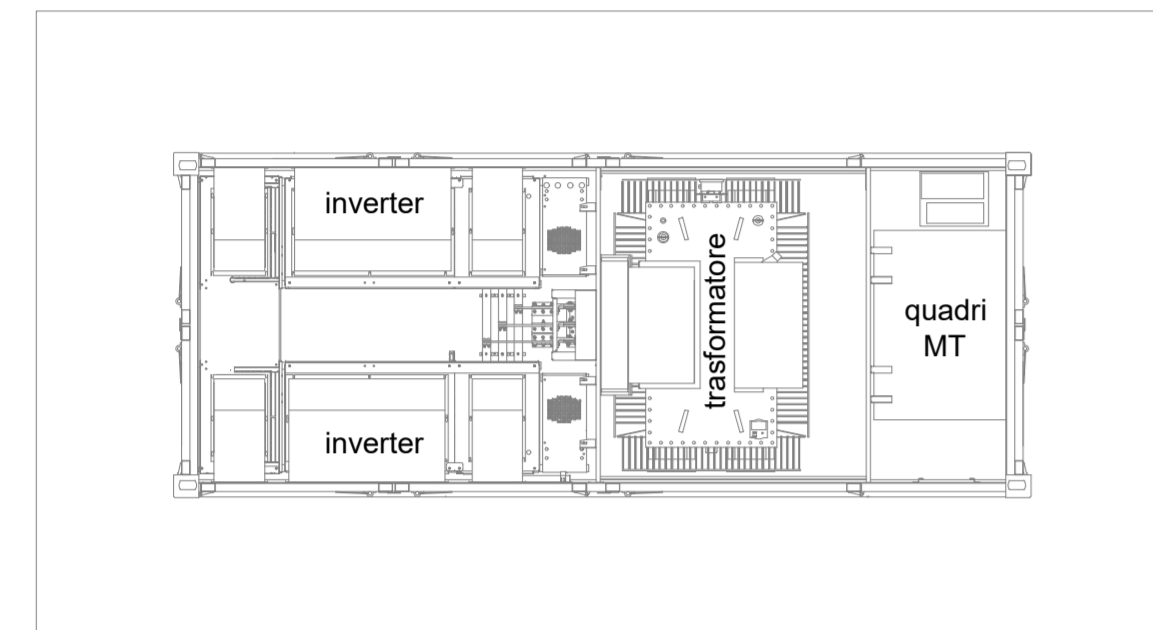 inverter
inverter
trasformatore
quadri
MT